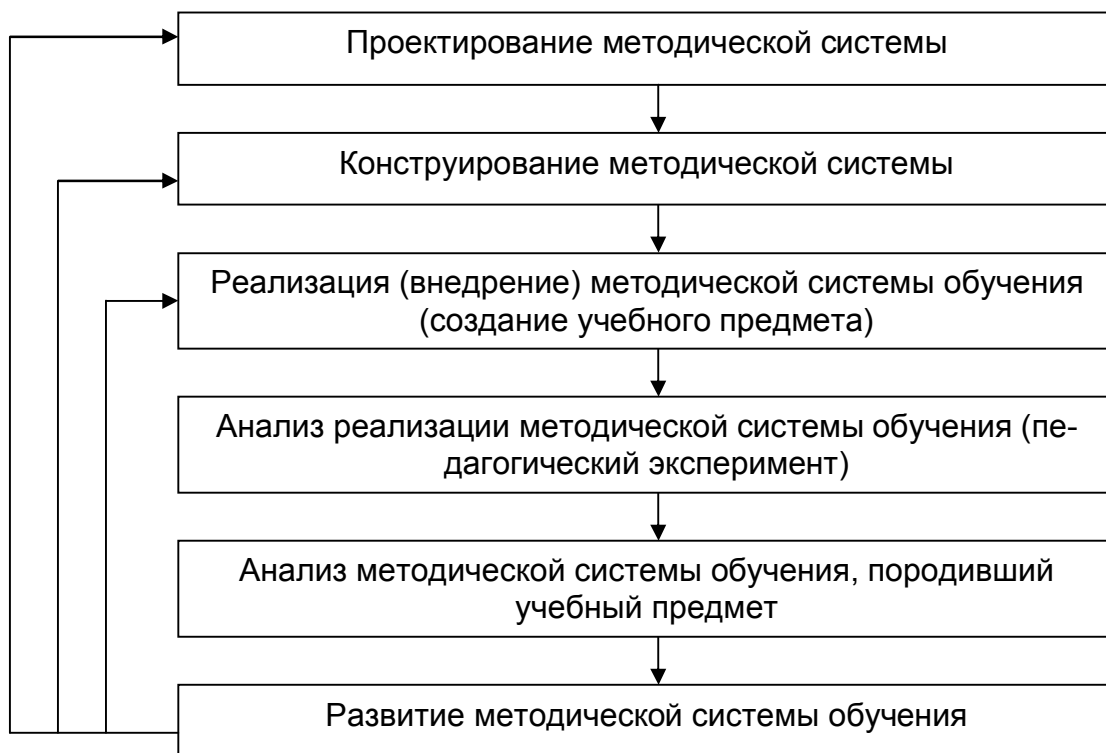 Проектирование методической системы
Конструирование методической системы
Реализация (внедрение) методической системы обучения
(создание учебного предмета)
Анализ реализации методической системы обучения (пе-
дагогический эксперимент)
Анализ методической системы обучения, породивший
учебный предмет
Развитие методической системы обучения